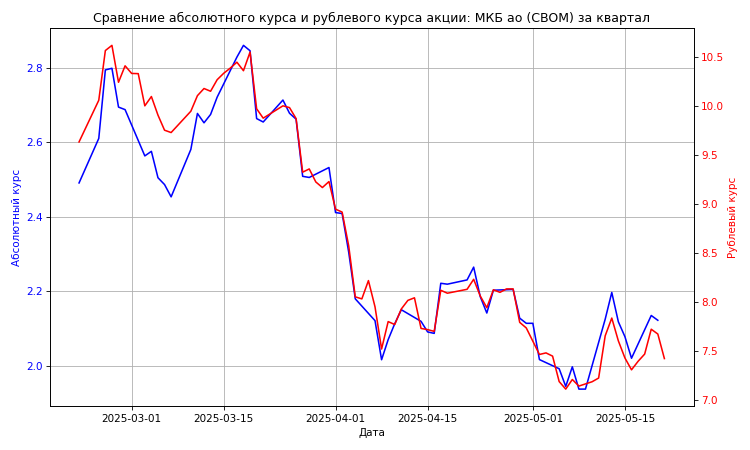 Сравнение абсолютного курса и рублевого курса акции: МКБ ао (CBOM) за квартал
Абсолютный курс
2.8
2.6
2.4
2.2
2.0
10.5
10.0
9.5
9.0
8.5
8.0
7.5
7.0
Рублевый курс
2025-03-01 2025-03-15 2025-04-01 2025-04-15 2025-05-01 2025-05-15
Дата